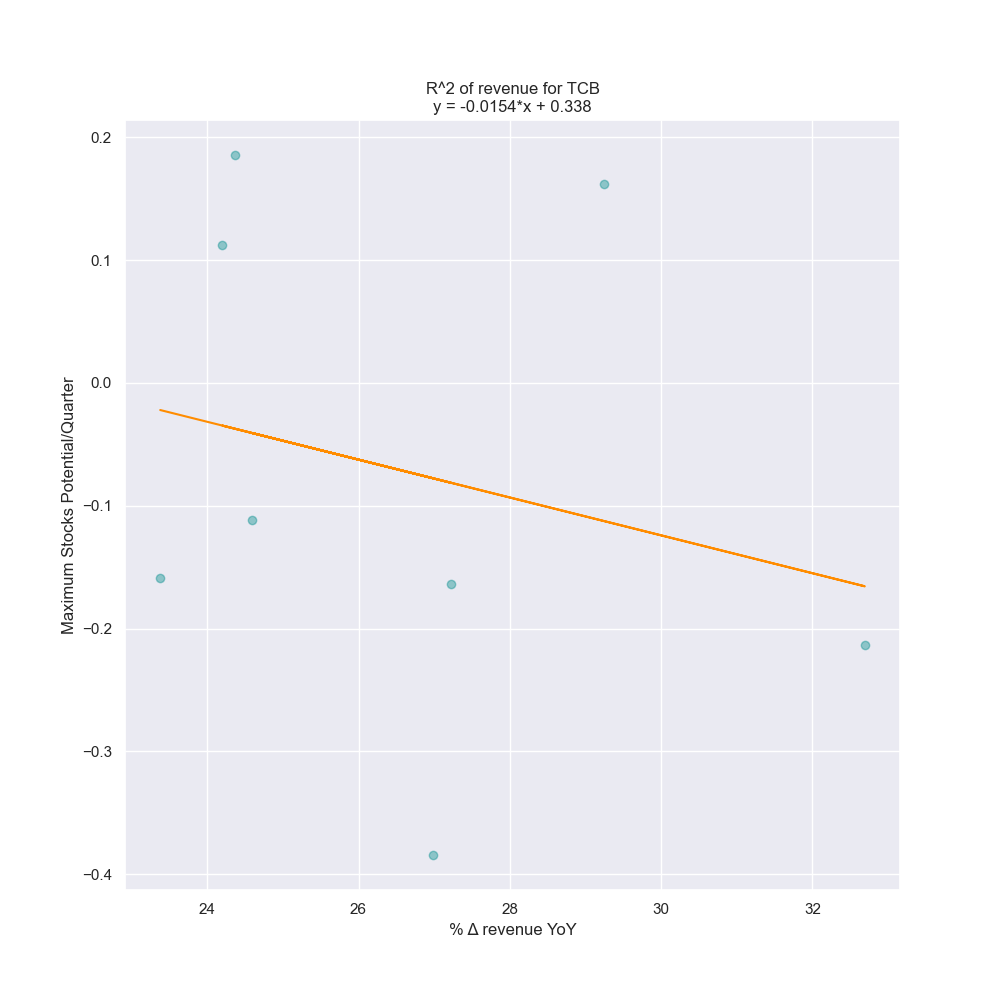 R^2 of revenue for TCB
y = -0.0154*x + 0.338
Maximum Stocks Potential/Quarter
0.2
0.1
0.0
−0.1
−0.2
−0.3
−0.4
24 26 28 30 32
% Δ revenue YoY